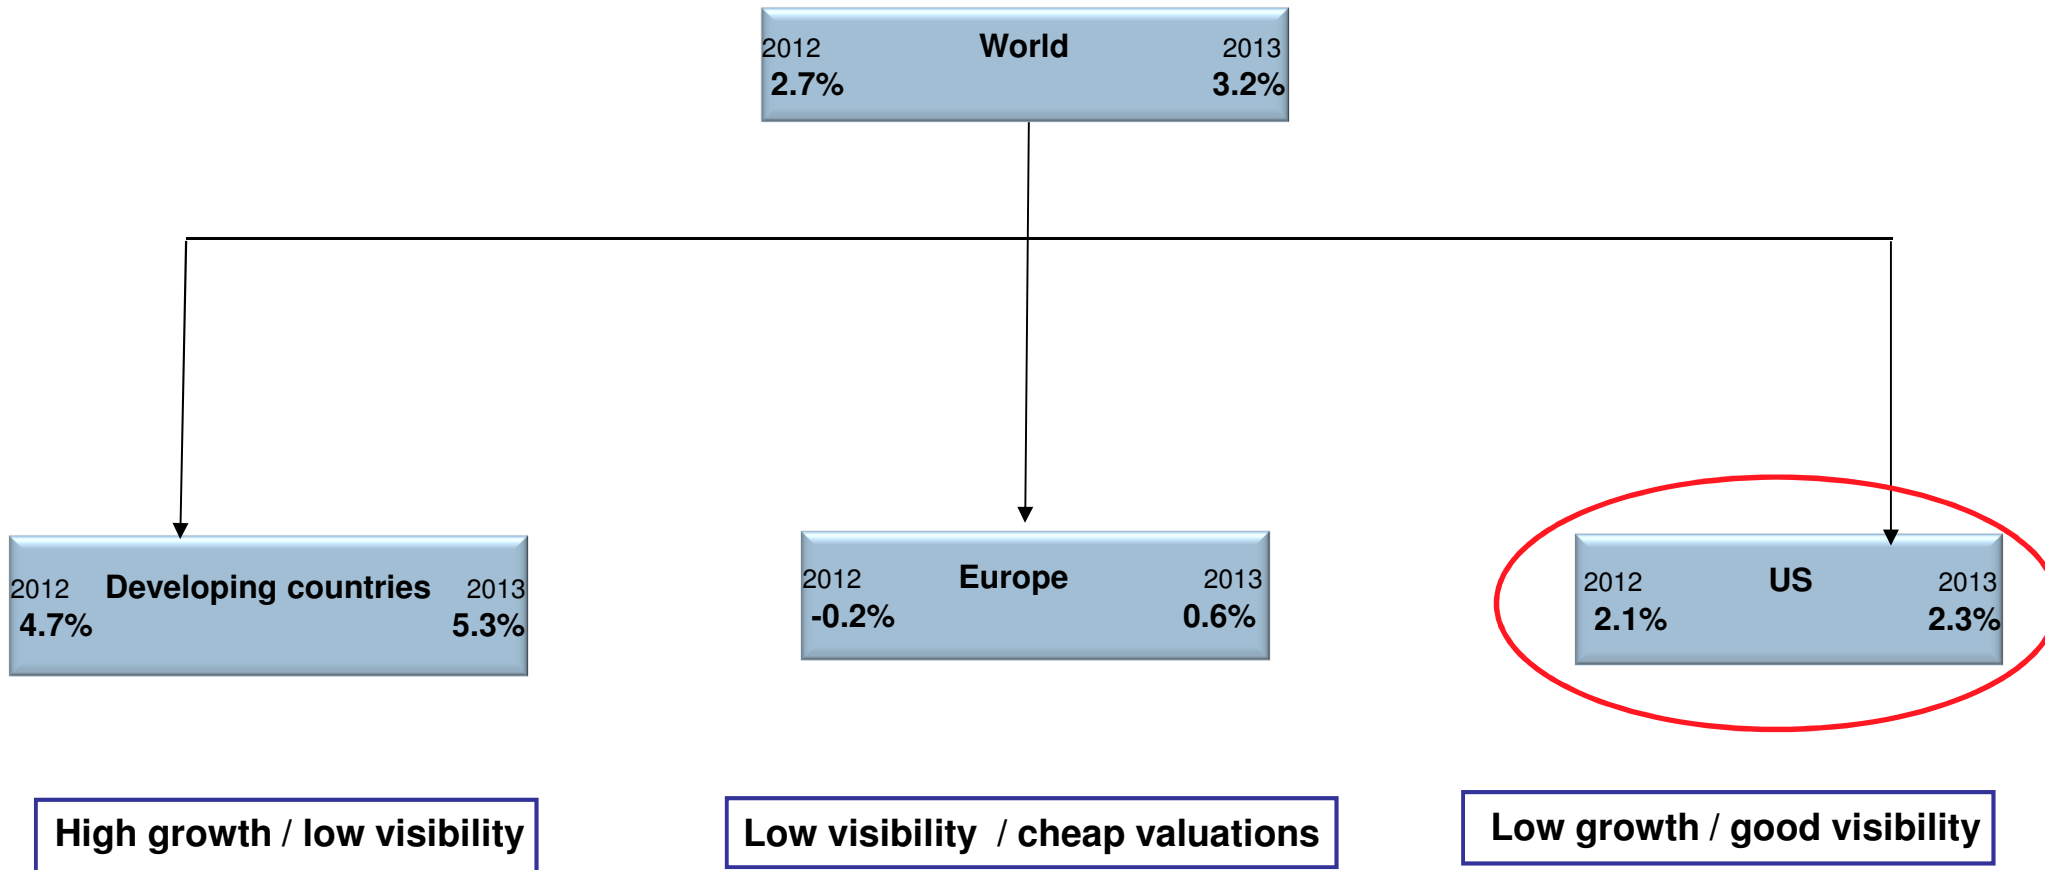 2012 World 2013
2.7% 3.2%
2012 Developing countries 2013
4.7% 5.3%
2012 Europe 2013
-0.2% 0.6%
2012 US 2013
2.1% 2.3%
High growth / low visibility
Low visibility / cheap valuations
Low growth / good visibility